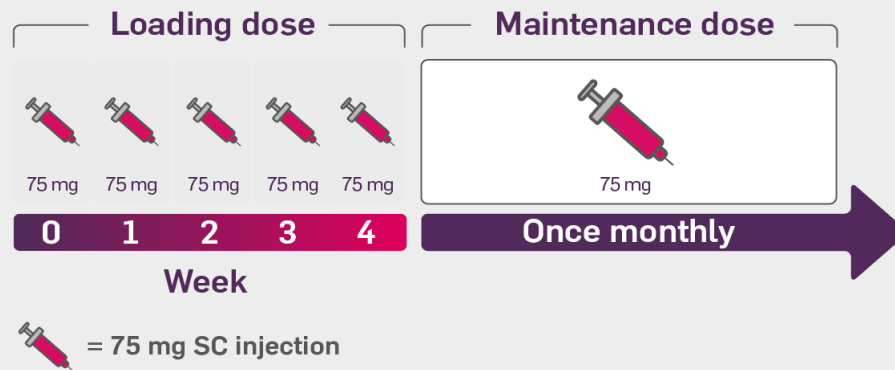 Loading dose
Maintenance dose
75 mg 75 mg 75 mg 75 mg 75 mg
75 mg
0 1 2 3 4
Once monthly
Week
= 75 mg SC injection